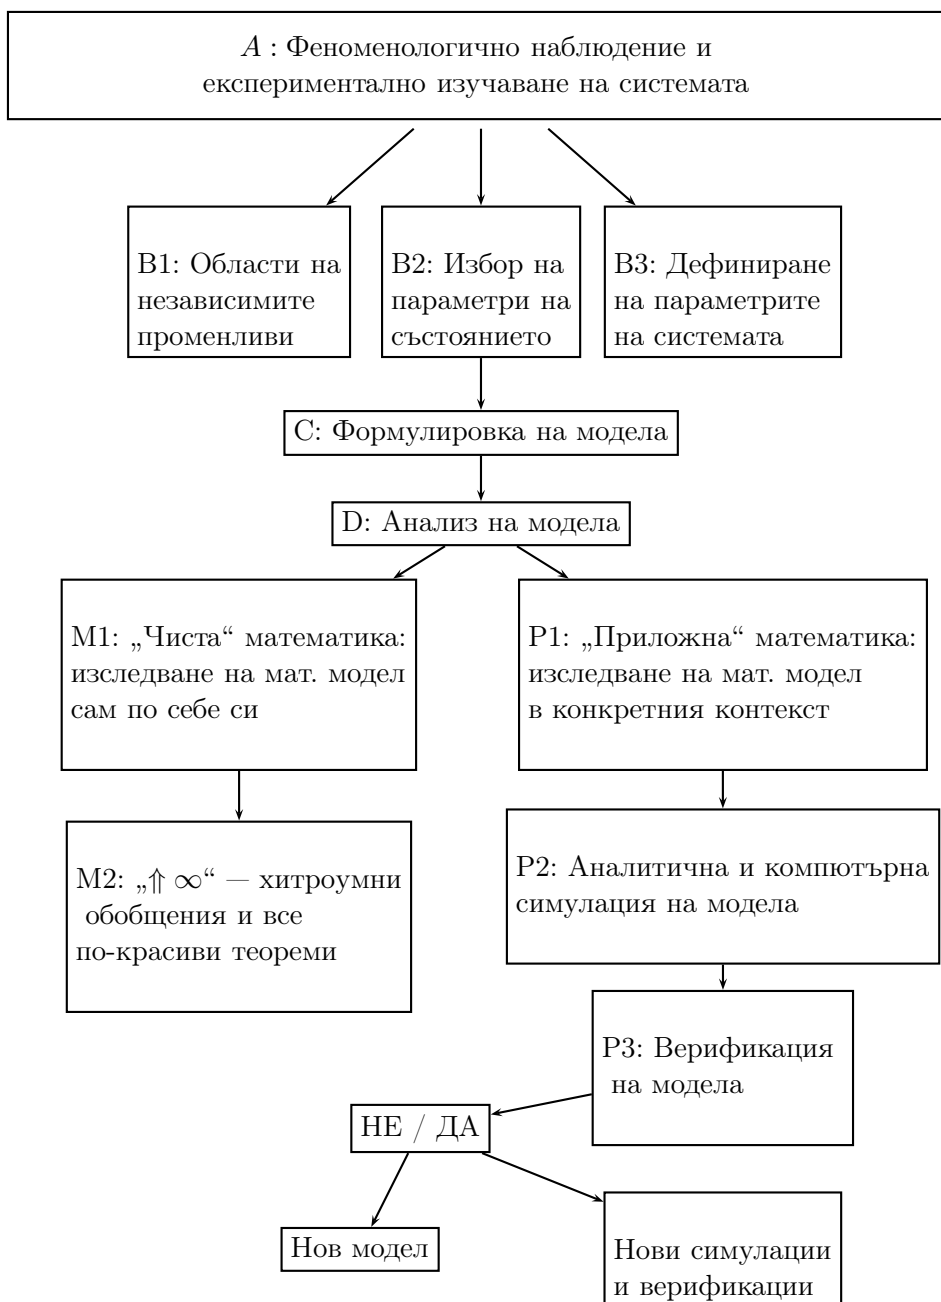 A : Феноменологично наблюдение и
експериментално изучаване на системата
B1: Области на
независимите
променливи
B2: Избор на
параметри на
състоянието
B3: Дефиниране
на параметрите
на системата
C: Формулировка на модела
D: Анализ на модела
M1: „Чиста“ математика:
изследване на мат. модел
сам по себе си
P1: „Приложна“ математика:
изследване на мат. модел
в конкретния контекст
M2: „⇑ ∞“ — хитроумни
обобщения и все
по-красиви теореми
P2: Аналитична и компютърна
симулация на модела
P3: Верификация
на модела
НЕ / ДА
Нов модел
Нови симулации
и верификации